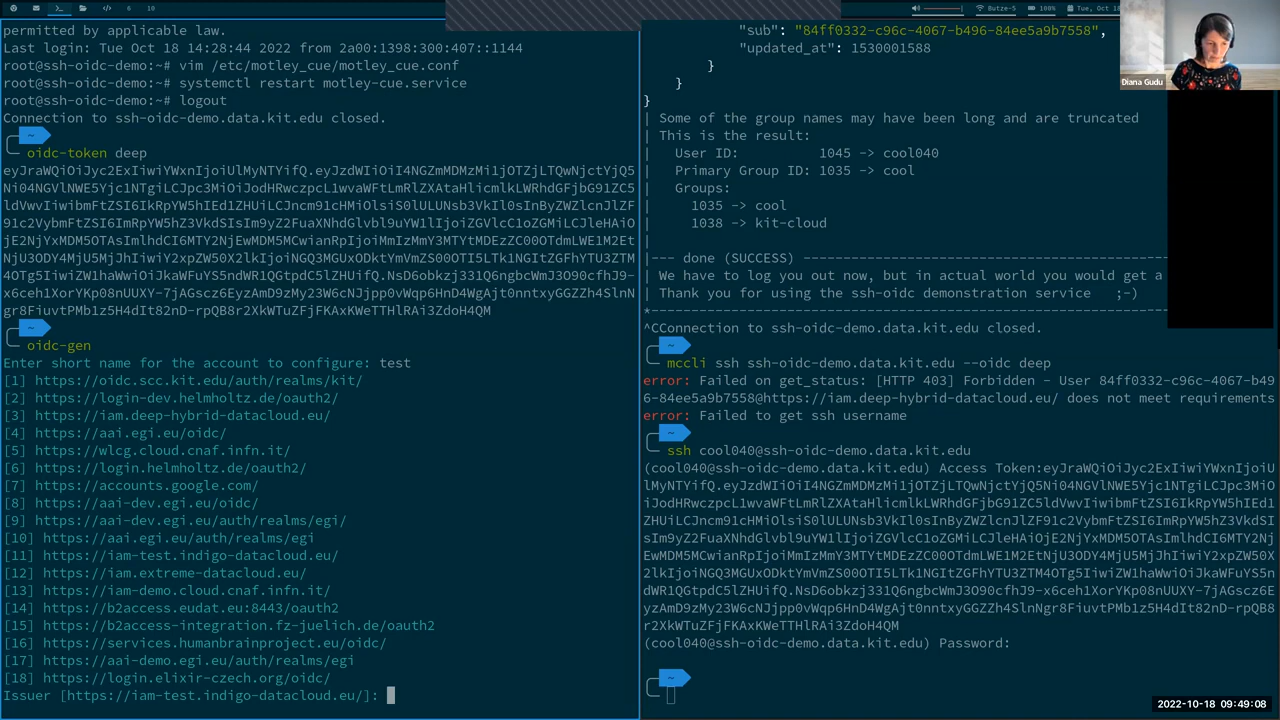 6 10
Butze-5 100% Tue, Oct 18
permitted by applicable law.
Last login: Tue Oct 18 14:28:44 2022 from 2a00:1398:300:407::1144
root@ssh-oidc-demo:~# vim /etc/motley_cue/motley_cue.conf
root@ssh-oidc-demo:~# systemctl restart motley-cue.service
root@ssh-oidc-demo:~# logout
Connection to ssh-oidc-demo.data.kit.edu closed.
~
oidc-token deep
~
oidc-gen
Enter short name for the account to configure: test
[1] https://oidc.scc.kit.edu/auth/realms/kit/
[2] https://login-dev.helmholtz.de/oauth2/
[3] https://iam.deep-hybrid-datacloud.eu/
[4] https://aai.egi.eu/oidc/
[5] https://wlcg.cloud.cnaf.infn.it/
[6] https://login.helmholtz.de/oauth2/
[7] https://accounts.google.com/
[8] https://aai-dev.egi.eu/oidc/
[9] https://aai-dev.egi.eu/auth/realms/egi/
[10] https://aai.egi.eu/auth/realms/egi
[11] https://iam-test.indigo-datacloud.eu/
[12] https://iam.extreme-datacloud.eu/
[13] https://iam-demo.cloud.cnaf.infn.it/
[14] https://b2access.eudat.eu:8443/oauth2
[15] https://b2access-integration.fz-juelich.de/oauth2
[16] https://services.humanbrainproject.eu/oidc/
[17] https://aai-demo.egi.eu/auth/realms/egi
[18] https://login.elixir-czech.org/oidc/
Issuer [https://iam-test.indigo-datacloud.eu/]:
"sub": "84ff0332-c96c-4067-b496-84ee5a9b7558",
"updated_at": 1530001588
}
}
}
| Some of the group names may have been long and are truncated
| This is the result:
| User ID: 1045 -> cool040
| Primary Group ID: 1035 -> cool
| Groups:
| 1035 -> cool
| 1038 -> kit-cloud
|
|--- done (SUCCESS) ---
| We have to log you out now, but in actual world you would get a
| Thank you for using the ssh-oidc demonstration service ;-)
*---
^CConnection to ssh-oidc-demo.data.kit.edu closed.
~
mccli ssh ssh-oidc-demo.data.kit.edu --oidc deep
error: Failed on get_status: [HTTP 403] Forbidden - User 84ff0332-c96c-4067-b49
6-84ee5a9b7558@https://iam.deep-hybrid-datacloud.eu/ does not meet requirements
error: Failed to get ssh username
~
ssh cool040@ssh-oidc-demo.data.kit.edu
(cool040@ssh-oidc-demo.data.kit.edu) Access Token:
(cool040@ssh-oidc-demo.data.kit.edu) Password:
~
Diana Gudu
2022-10-18 09:49:08